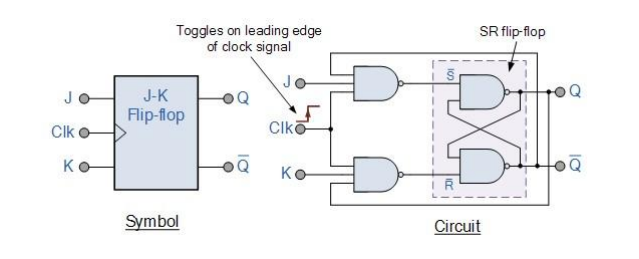 Toggles on leading edge
of clock signal
SR flip-flop
J
J-K
Flip-flop
Q
Clk
K
Q̅
Symbol
J
Clk
K
S̅
R̅
Q
Q̅
Circuit